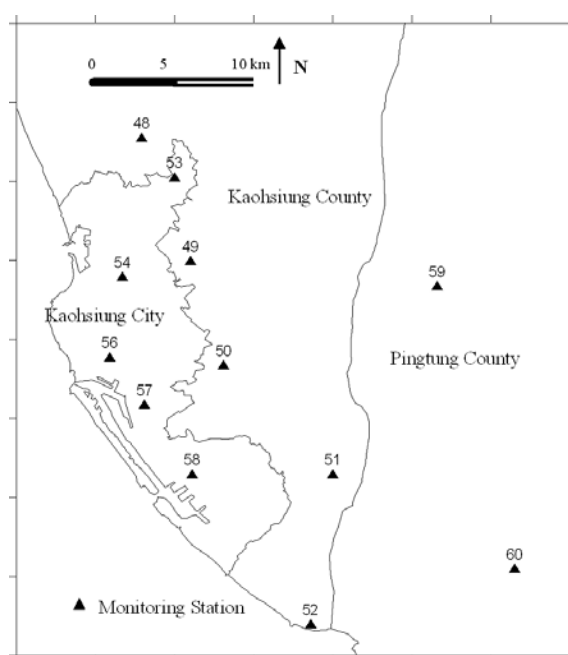 0 5 10 km
N
48
53
Kaohsiung County
49
54
59
Kaohsiung City
56
50
Pingtung County
57
58
51
60
Monitoring Station
52